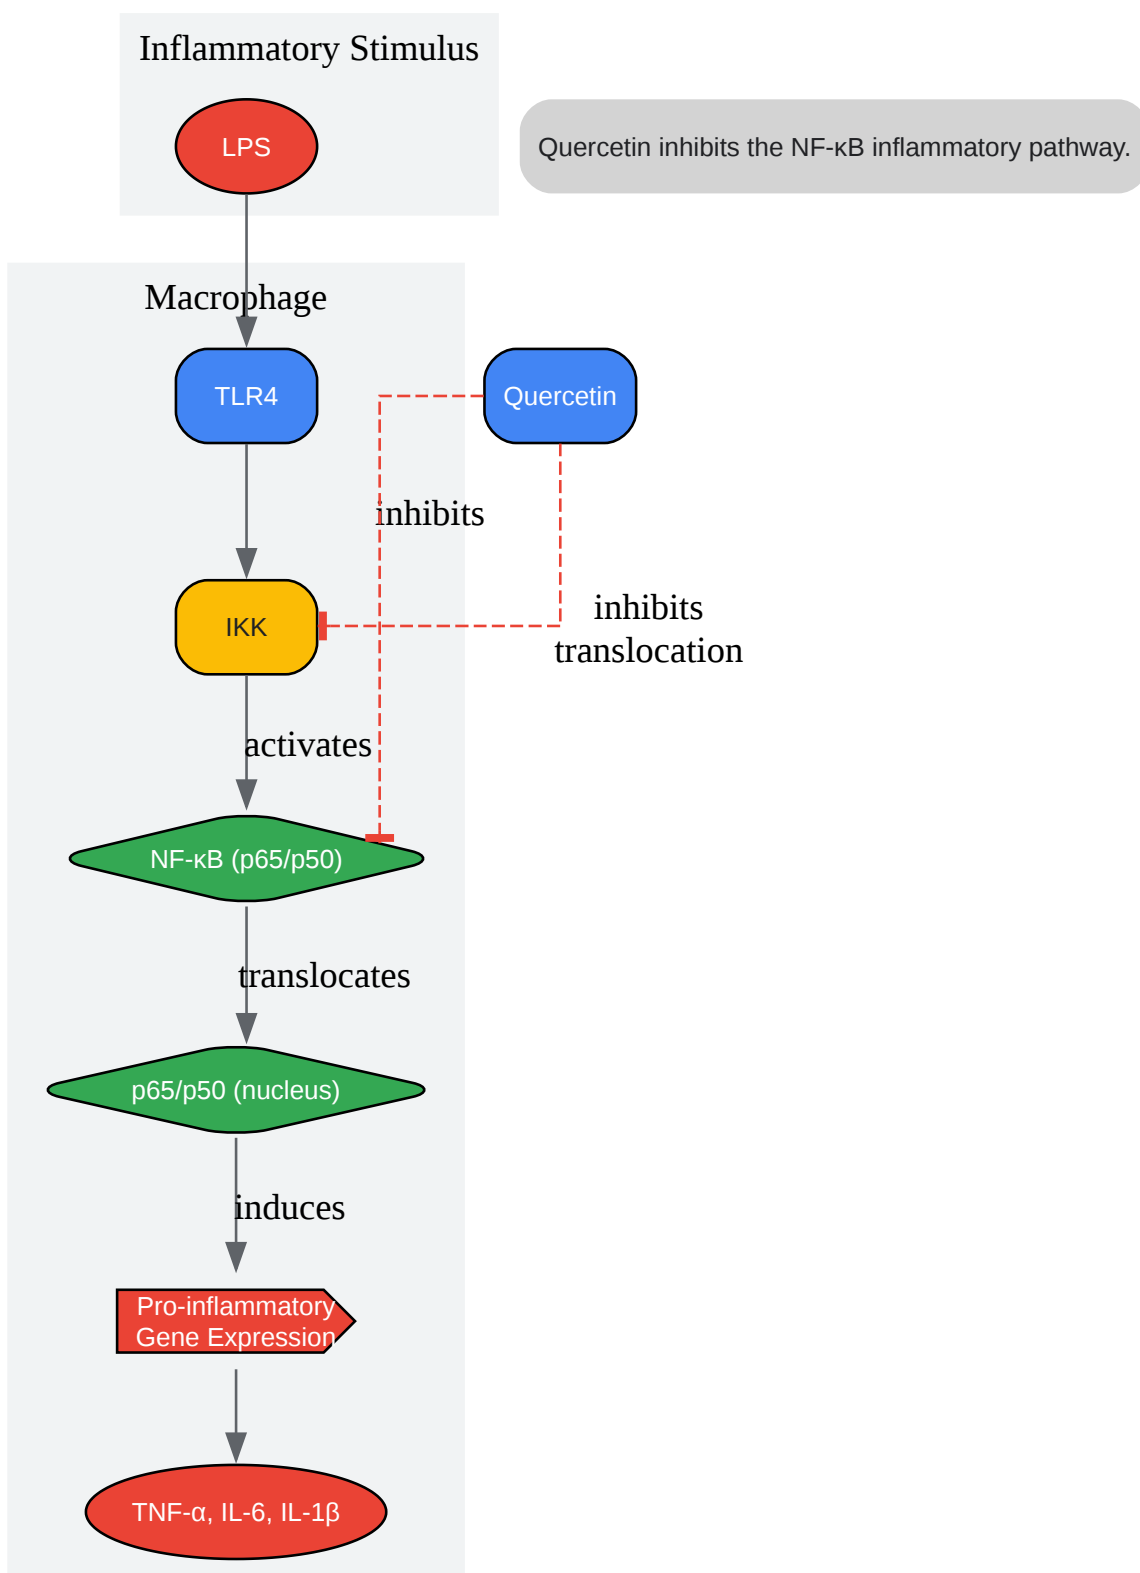 Inflammatory Stimulus
LPS
Quercetin inhibits the NF-κB inflammatory pathway.
Macrophage
TLR4
Quercetin
inhibits
IKK
inhibits
translocation
activates
NF-κB (p65/p50)
translocates
p65/p50 (nucleus)
induces
Pro-inflammatory
Gene Expression
TNF-α, IL-6, IL-1β